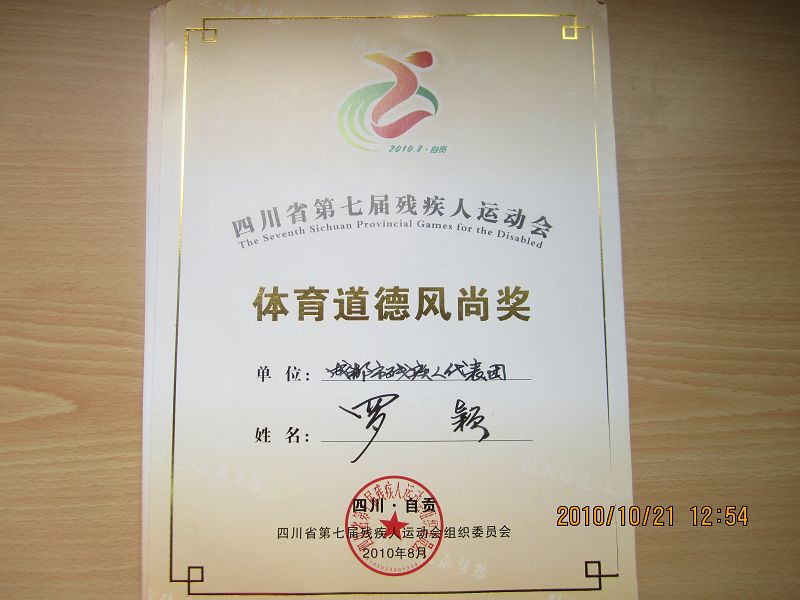 2010.8·自贡
四川省第七届残疾人运动会
The Seventh Sichuan Provincial Games for the Disabled
体育道德风尚奖
单 位： 成都市残疾人代表团
姓 名： 罗 颖
四川·自贡
四川省第七届残疾人运动会组织委员会
2010年8月
2010/10/21 12:54